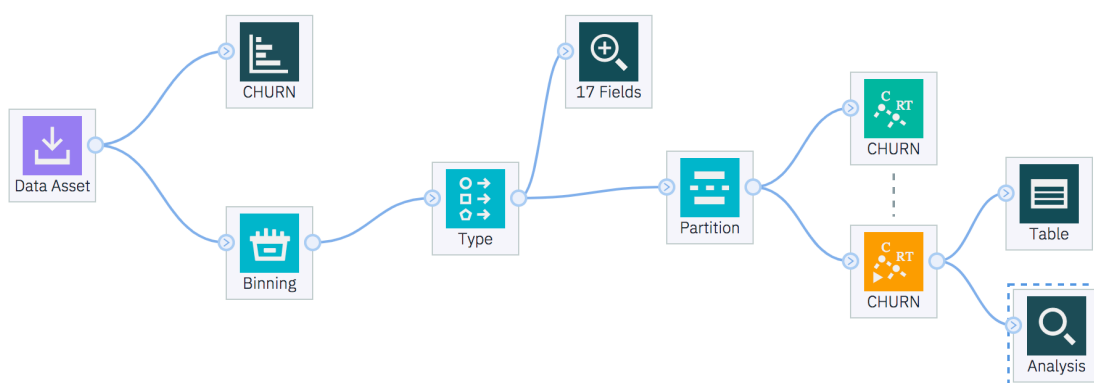 CHURN
17 Fields
C RT
CHURN
Data Asset
Type
Partition
Table
Binning
C RT
CHURN
Analysis